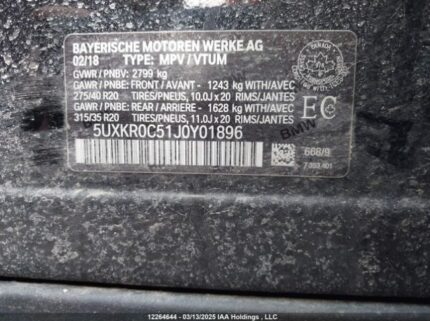 BAYERISCHE MOTOREN WERKE AG
02/18 TYPE: MPV / VTUM
GVWR / PNBV: 2799 kg
GAWR / PNBE: FRONT / AVANT - 1243 kg WITH/AVEC
275/40 R20 TIRES/PNEUS, 10.0J x 20 RIMS/JANTES
GAWR / PNBE: REAR / ARRIERE - 1628 kg WITH/AVEC
315/35 R20 TIRES/PNEUS, 11.0J x 20 RIMS/JANTES
5UXKR0C51J0Y01896
EC
BMW
668/9
CANADA
12264644 - 03/13/2025 IAA Holdings , LLC